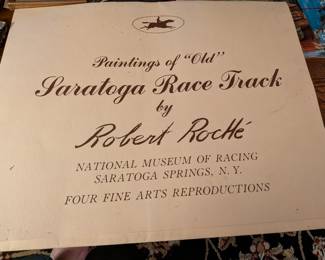 Paintings of "Old"
Saratoga Race Track
by
Robert Rocké
NATIONAL MUSEUM OF RACING
SARATOGA SPRINGS, N. Y.
FOUR FINE ARTS REPRODUCTIONS